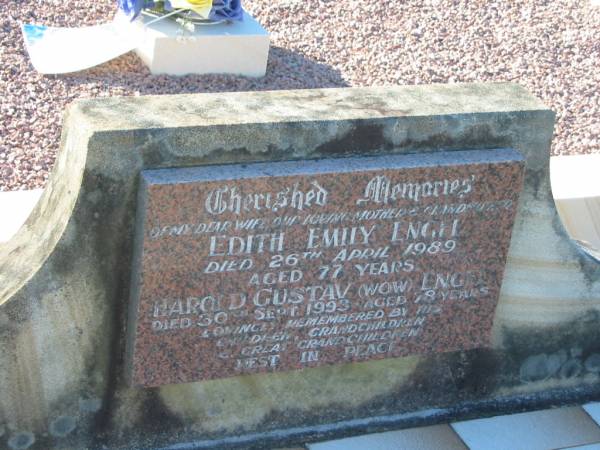 Cherished Memories
OF MY DEAR WIFE, OUR LOVING MOTHER & GRANDMOTHER
EDITH EMILY ENGEL
DIED 26TH APRIL 1989
AGED 77 YEARS
HAROLD GUSTAV (WOW) ENGEL
DIED 30TH SEPT. 1993 AGED 78 YEARS
LOVINGLY REMEMBERED BY HIS
CHILDREN, GRANDCHILDREN
& GREAT GRANDCHILDREN
REST IN PEACE